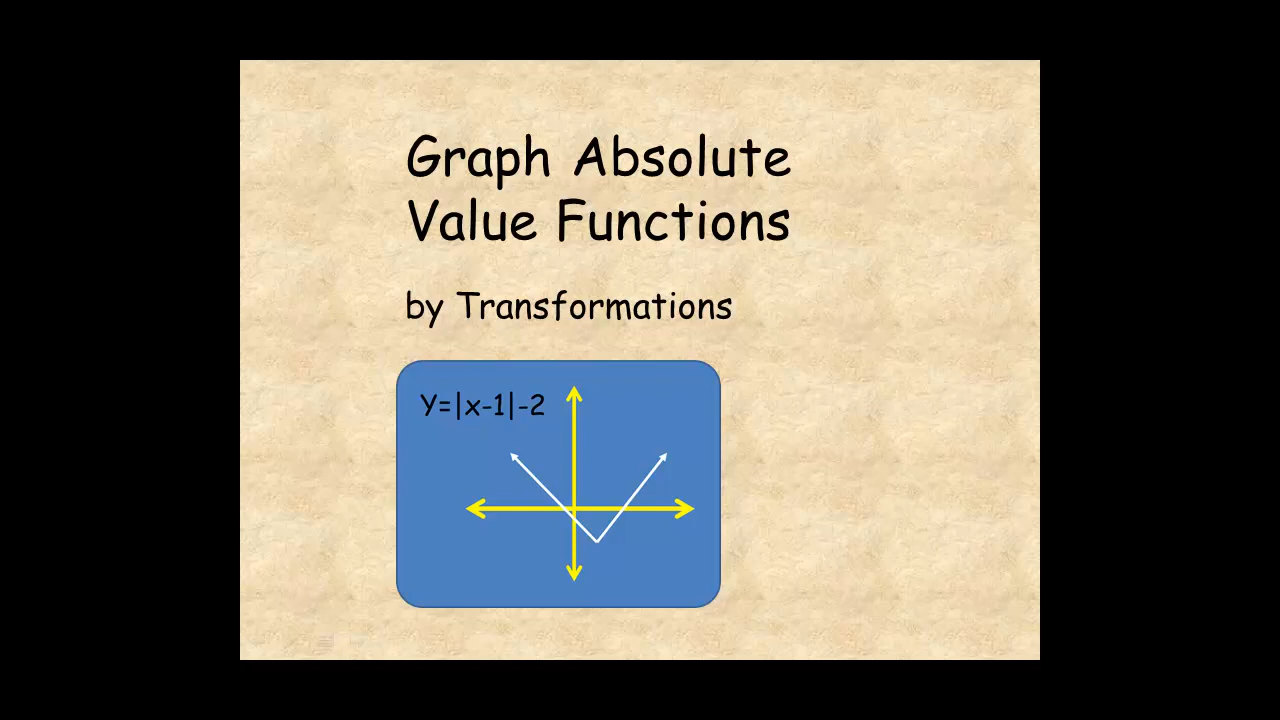 Graph Absolute
Value Functions
by Transformations
Y=|x-1|-2